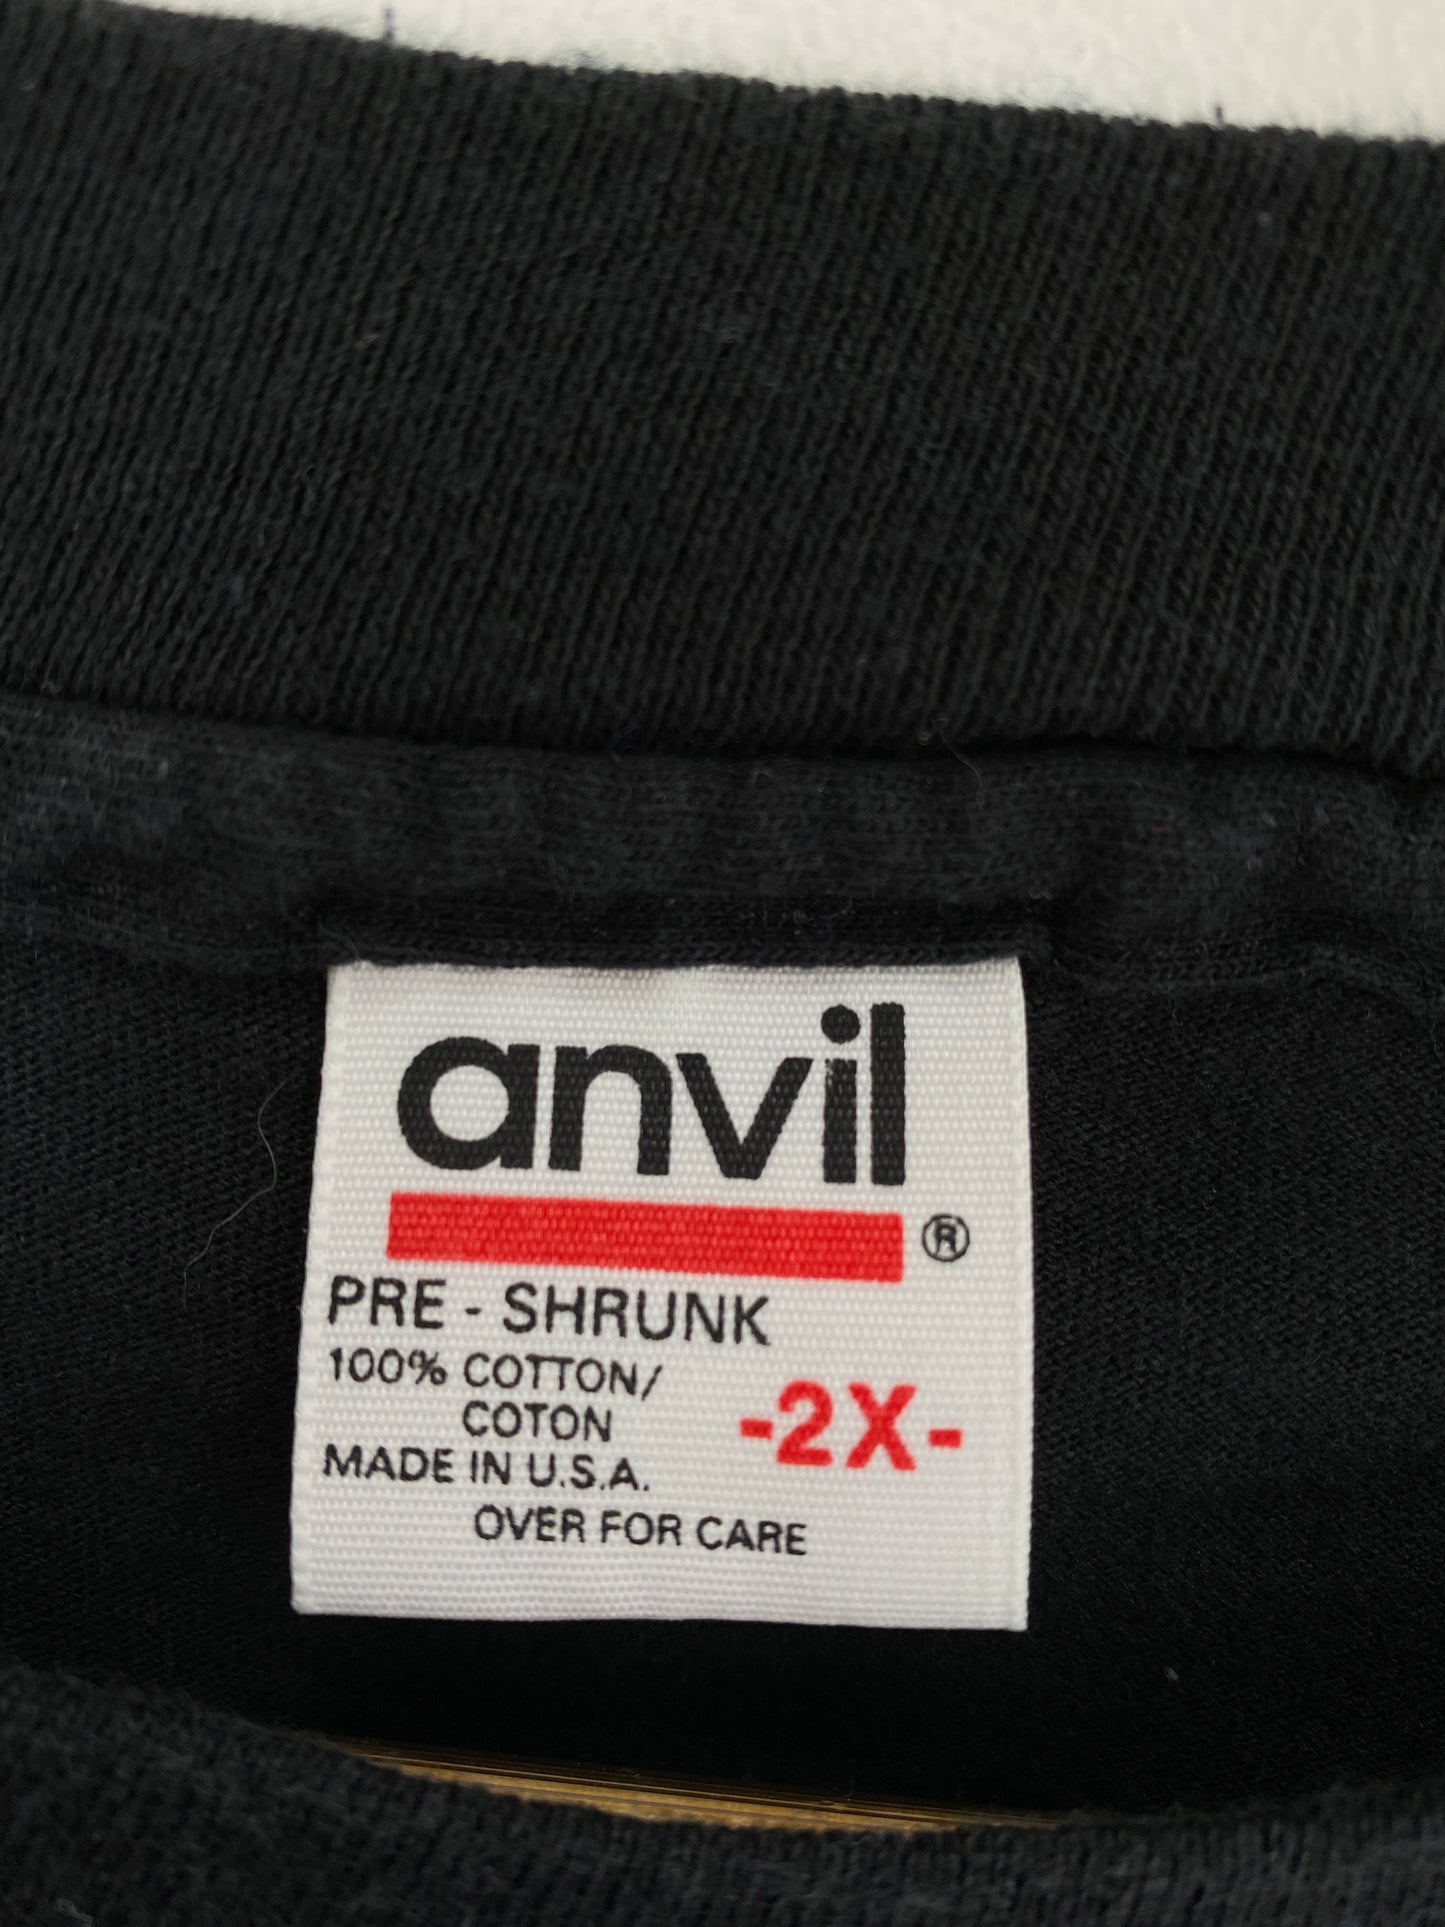 anvil®
PRE - SHRUNK
100% COTTON/
COTON
-2X-
MADE IN U.S.A.
OVER FOR CARE